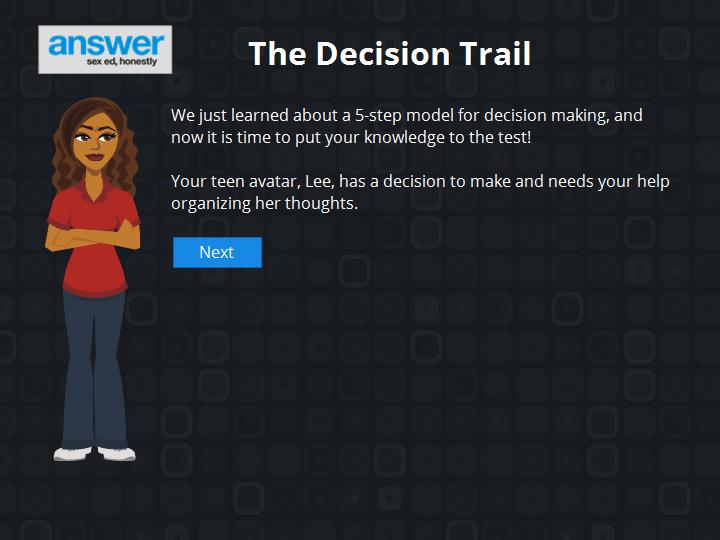 answer
sex ed, honestly
The Decision Trail
We just learned about a 5-step model for decision making, and
now it is time to put your knowledge to the test!
Your teen avatar, Lee, has a decision to make and needs your help
organizing her thoughts.
Next